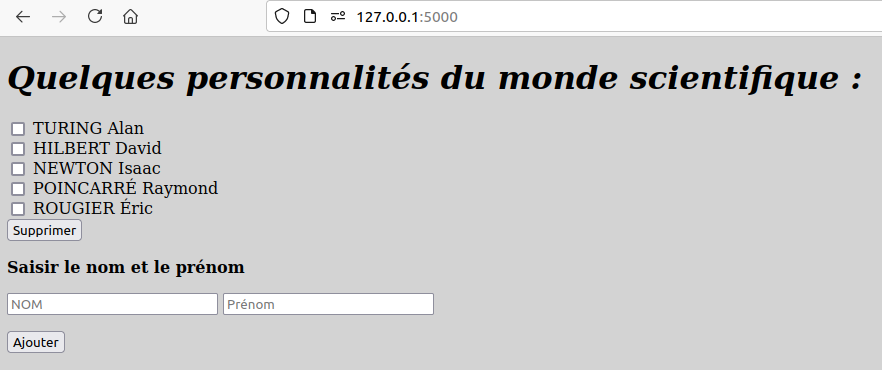 127.0.0.1:5000
Quelques personnalités du monde scientifique :
TURING Alan
HILBERT David
NEWTON Isaac
POINCARRÉ Raymond
ROUGIER Éric
Supprimer
Saisir le nom et le prénom
NOM Prénom
Ajouter